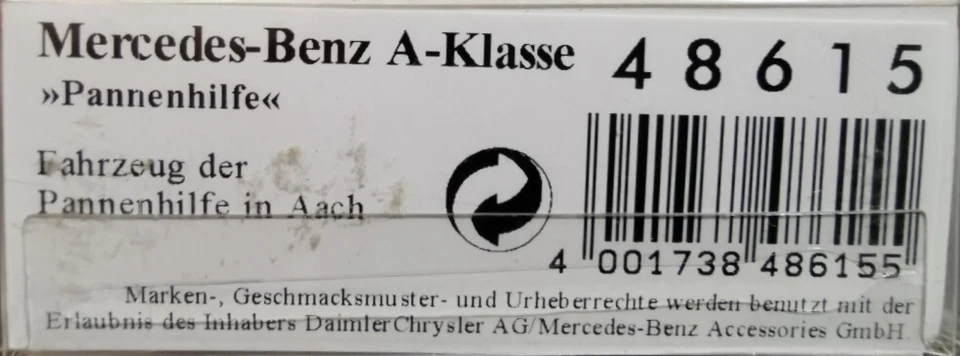 Mercedes-Benz A-Klasse
48615
»Pannenhilfe«
Fahrzeug der
Pannenhilfe in Aach
4 001738 486155
Marken-, Geschmacksmuster- und Urheberrechte werden benutzt mit der
Erlaubnis des Inhabers DaimlerChrysler AG/Mercedes-Benz Accessories GmbH.